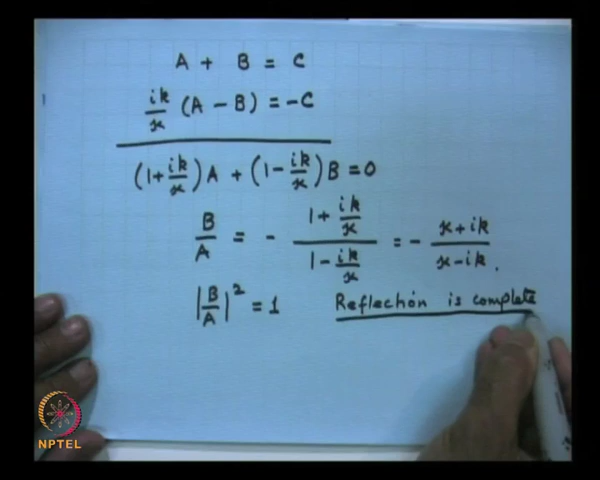 A + B = C
ik/x (A - B) = -C
(1 + ik/x)A + (1 - ik/x)B = 0
B/A = - (1 + ik/x)/(1 - ik/x) = - (x + ik)/(x - ik).
|B/A|² = 1 Reflection is complete
NPTEL